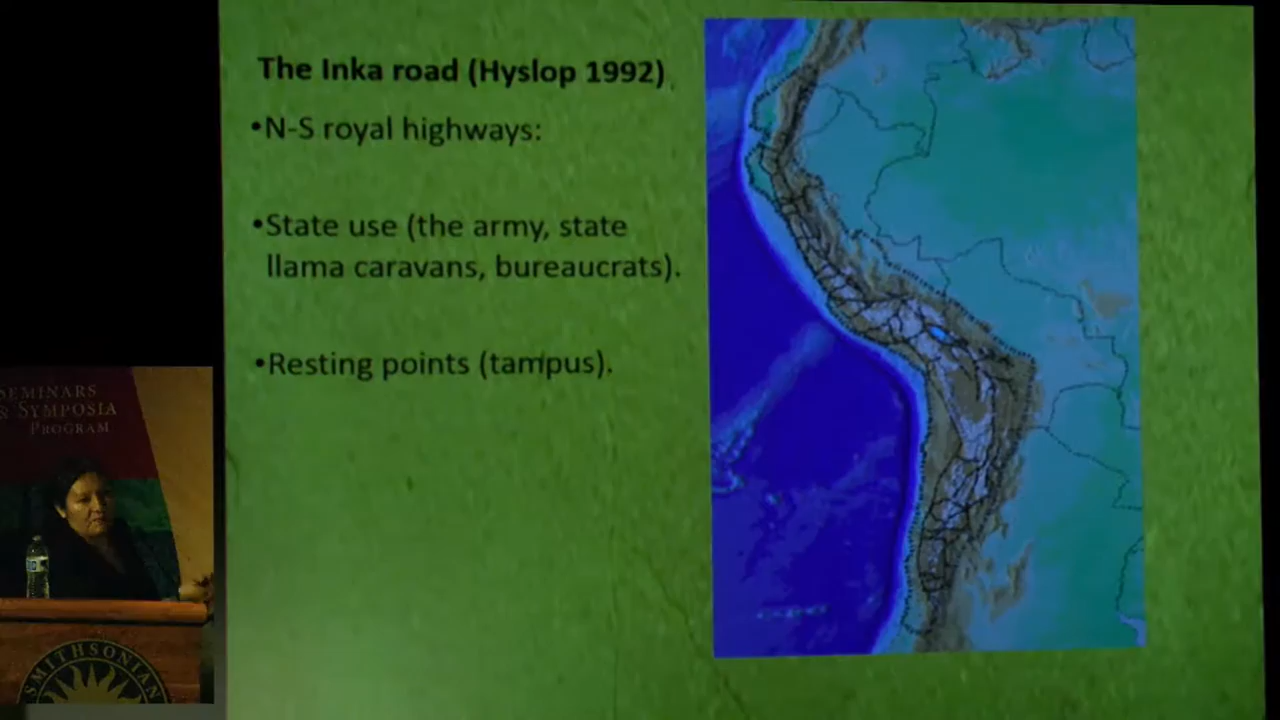 The Inka road (Hyslop 1992)
•N-S royal highways:
•State use (the army, state
llama caravans, bureaucrats).
•Resting points (tampus).
SEMINARS
& SYMPOSIA
PROGRAM
SMITHSONIAN